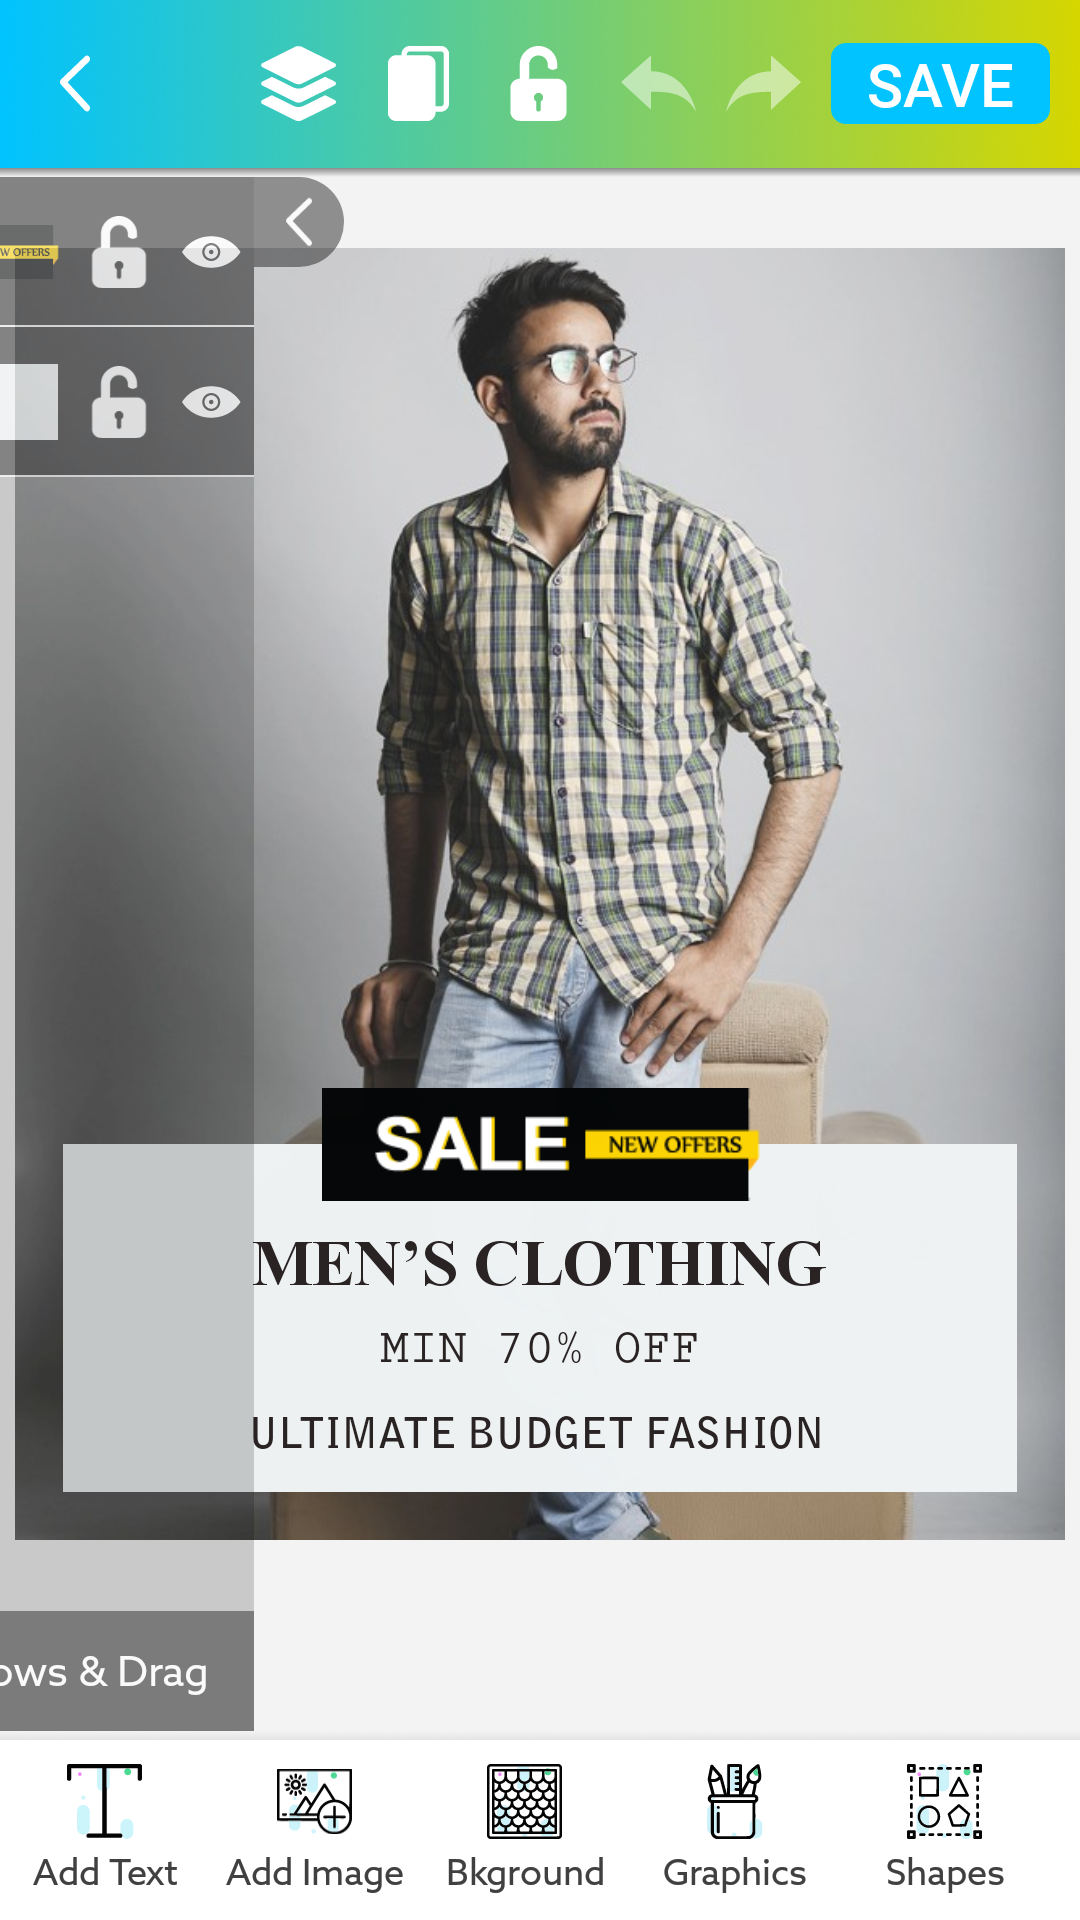 SAVE
W OFFERS
SALE
NEW OFFERS
MEN’S CLOTHING
MIN 70% OFF
ULTIMATE BUDGET FASHION
ows & Drag
Add Text
Add Image
Bkground
Graphics
Shapes